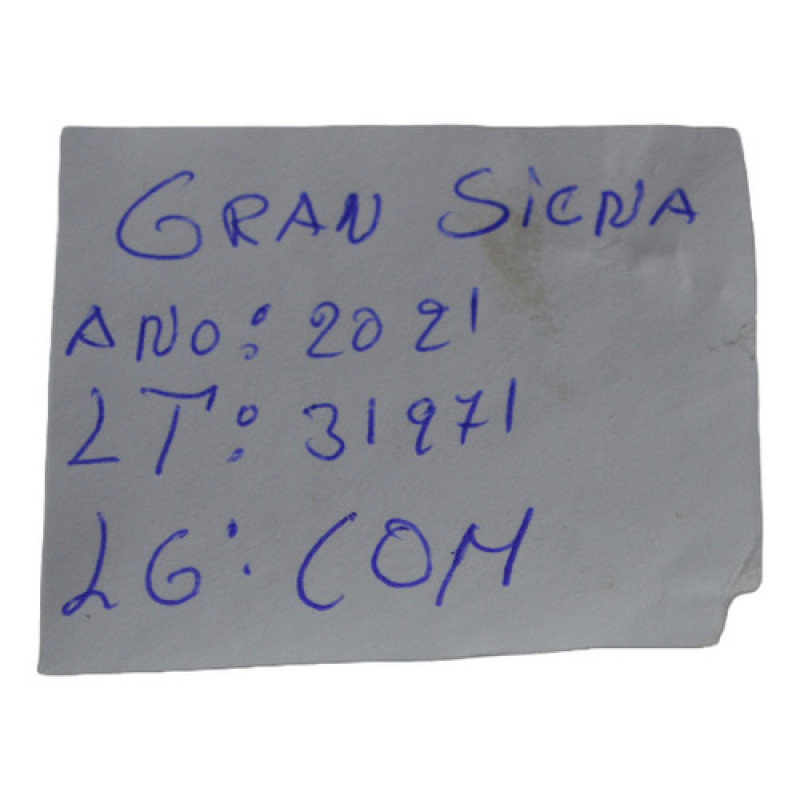 GRAN SiENA
ANO: 2021
LT: 31971
LG: COM